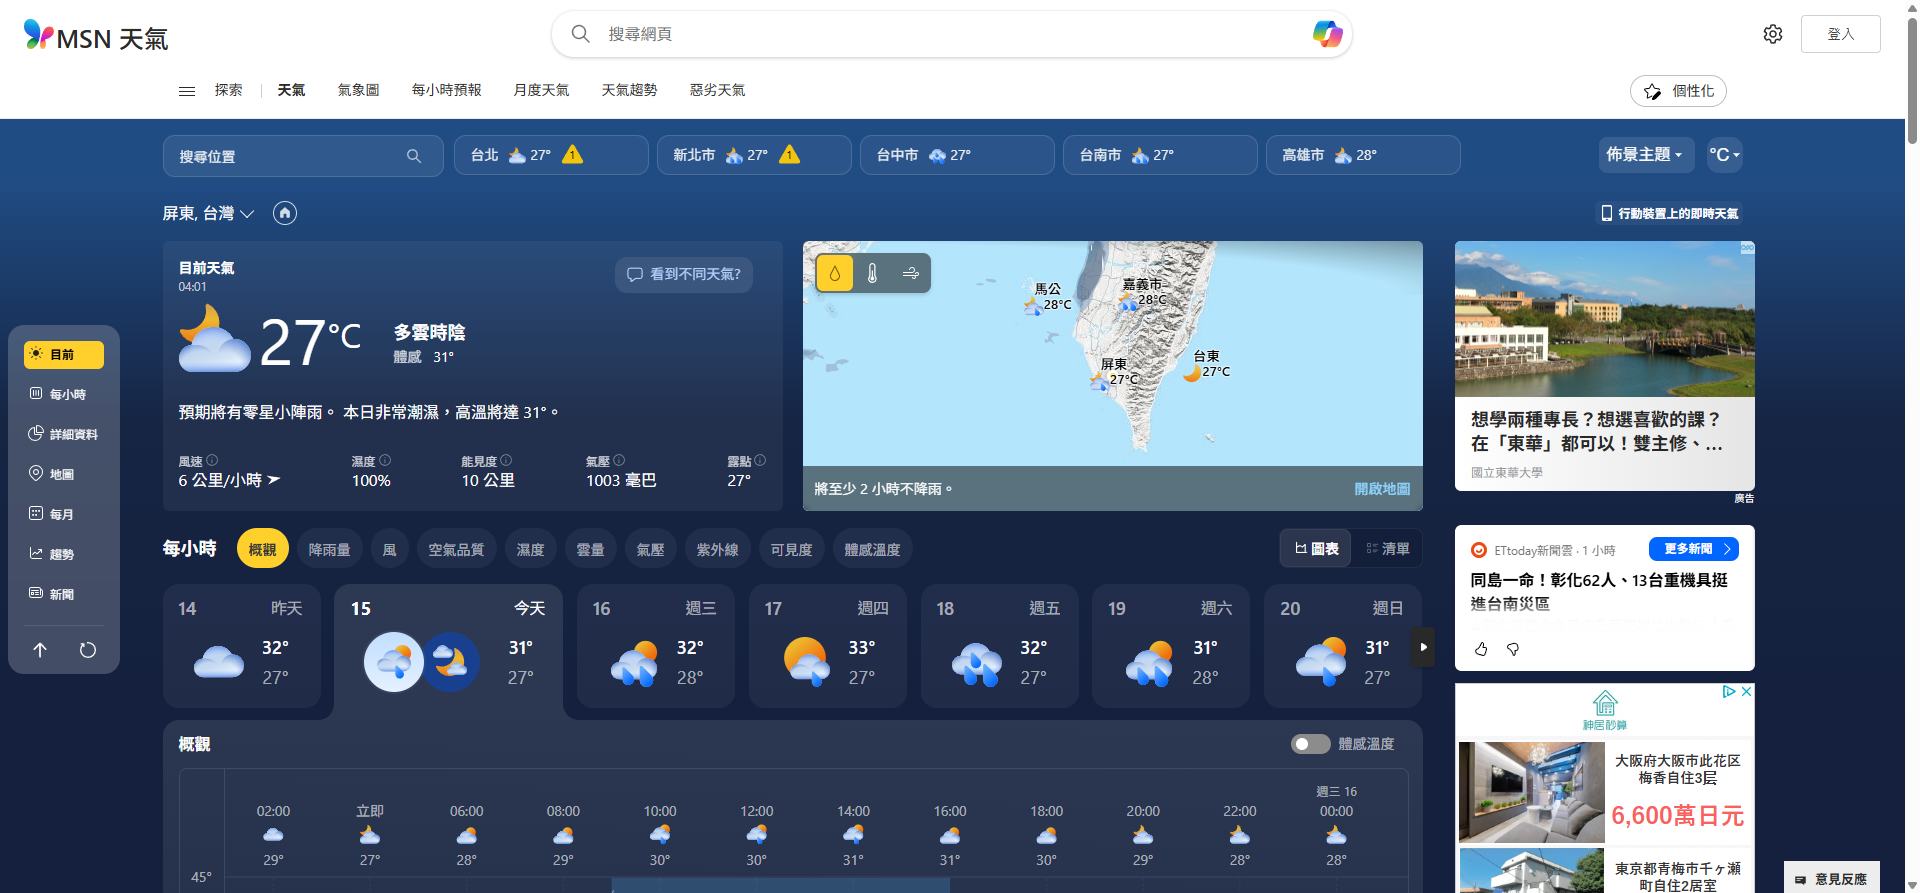 MSN 天氣
搜尋網頁
登入
探索
天氣
氣象圖
每小時預報
月度天氣
天氣趨勢
惡劣天氣
個性化
搜尋位置
台北 27° 1
新北市 27° 1
台中市 27°
台南市 27°
高雄市 28°
佈景主題
°C
屏東, 台灣
行動裝置上的即時天氣
目前
每小時
詳細資料
地圖
每月
趨勢
新聞
目前天氣
04:01
看到不同天氣?
27°C
多雲時陰
體感 31°
預期將有零星小陣雨。 本日非常潮濕，高溫將達 31°。
風速
6 公里/小時
濕度
100%
能見度
10 公里
氣壓
1003 毫巴
露點
27°
馬公
28°C
嘉義市
28°C
屏東
27°C
台東
27°C
將至少 2 小時不降雨。
開啟地圖
想學兩種專長？想選喜歡的課？
在「東華」都可以！雙主修、...
國立東華大學
廣告
每小時
概觀
降雨量
風
空氣品質
濕度
雲量
氣壓
紫外線
可見度
體感溫度
圖表
清單
14 昨天
32°
27°
15 今天
31°
27°
16 週三
32°
28°
17 週四
33°
27°
18 週五
32°
27°
19 週六
31°
28°
20 週日
31°
27°
ETtoday新聞雲 · 1 小時
更多新聞
同島一命！彰化62人、13台重機具挺
進台南災區
概觀
體感溫度
週三 16
02:00 立即 06:00 08:00 10:00 12:00 14:00 16:00 18:00 20:00 22:00 00:00
29° 27° 28° 29° 30° 30° 31° 31° 30° 29° 28° 28°
45°
神居秒算
大阪府大阪市此花区
梅香自住3层
6,600萬日元
東京都青梅市千ヶ瀬
町自住2居室
意見反應